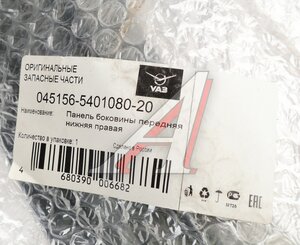 ОРИГИНАЛЬНЫЕ
ЗАПАСНЫЕ ЧАСТИ
УАЗ
045156-5401080-20
Наименование: Панель боковины передняя
нижняя правая
Количество в упаковке: 1
Сделано в России
4 680390 006682